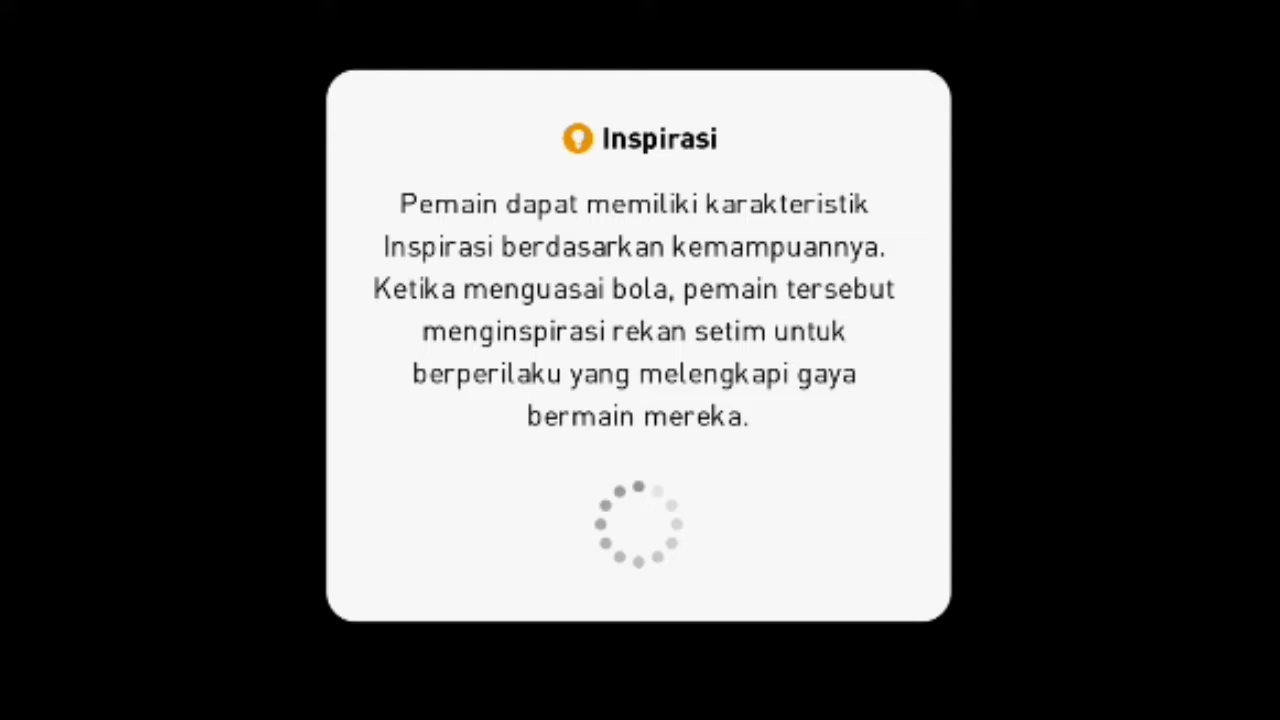 Inspirasi
Pemain dapat memiliki karakteristik
Inspirasi berdasarkan kemampuannya.
Ketika menguasai bola, pemain tersebut
menginspirasi rekan setim untuk
berperilaku yang melengkapi gaya
bermain mereka.